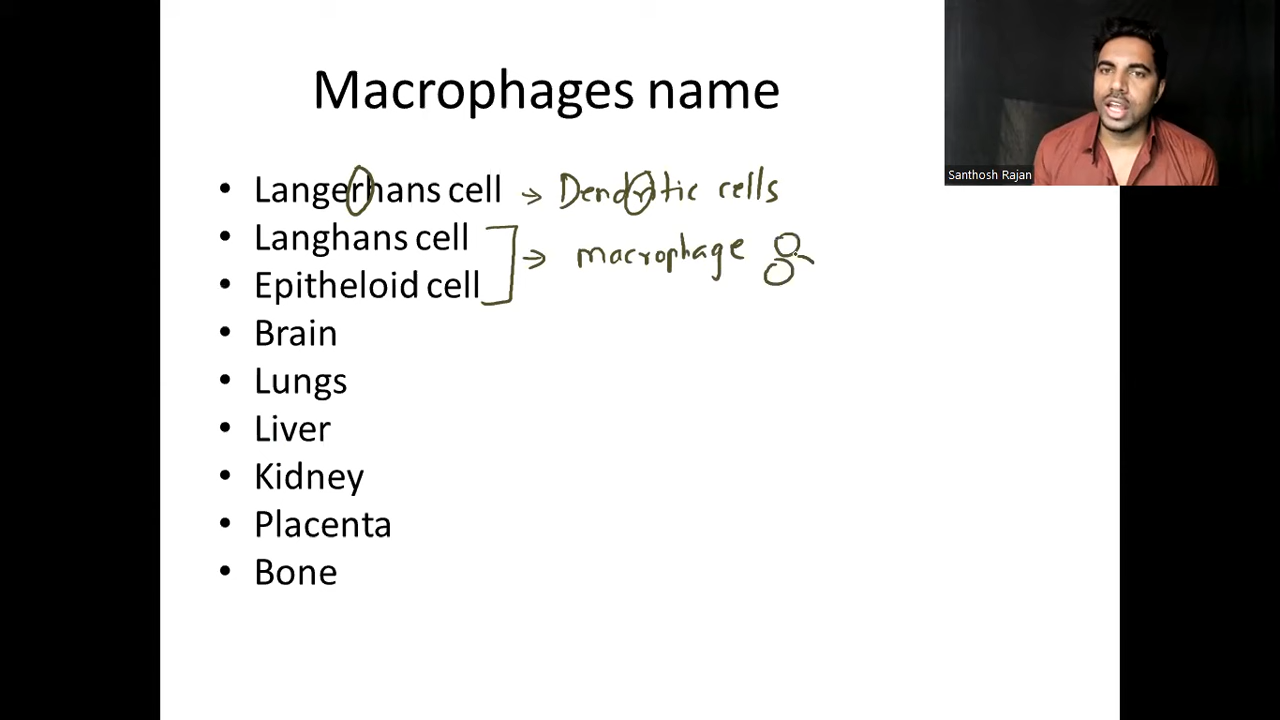 Macrophages name
• Langerhans cell → Dendritic cells
• Langhans cell
→ macrophage
• Epitheloid cell
• Brain
• Lungs
• Liver
• Kidney
• Placenta
• Bone
Santhosh Rajan